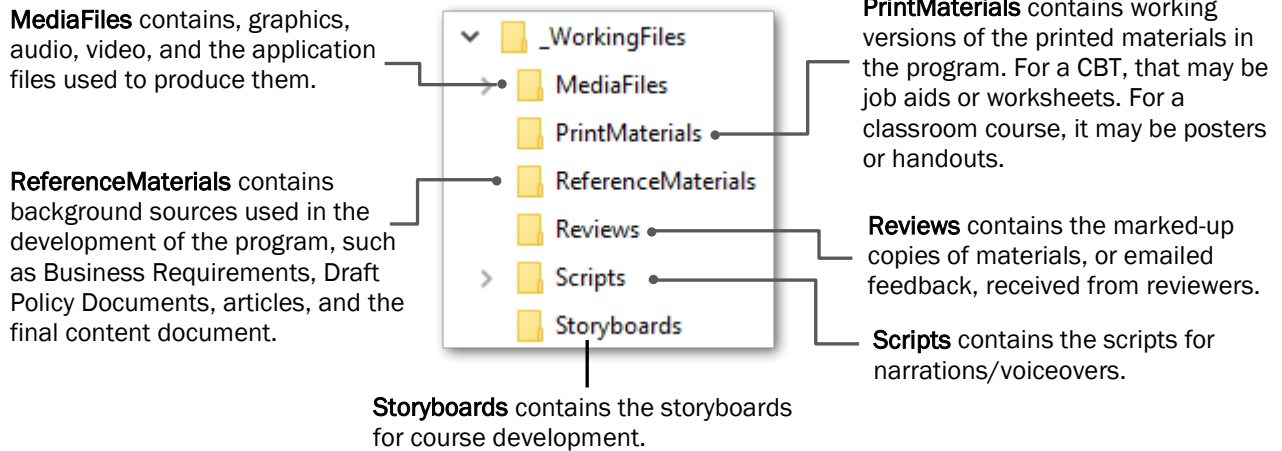 MediaFiles contains, graphics,
audio, video, and the application
files used to produce them.
ReferenceMaterials contains
background sources used in the
development of the program, such
as Business Requirements, Draft
Policy Documents, articles, and the
final content document.
_WorkingFiles
MediaFiles
PrintMaterials
ReferenceMaterials
Reviews
Scripts
Storyboards
PrintMaterials contains working
versions of the printed materials in
the program. For a CBT, that may be
job aids or worksheets. For a
classroom course, it may be posters
or handouts.
Reviews contains the marked-up
copies of materials, or emailed
feedback, received from reviewers.
Scripts contains the scripts for
narrations/voiceovers.
Storyboards contains the storyboards
for course development.